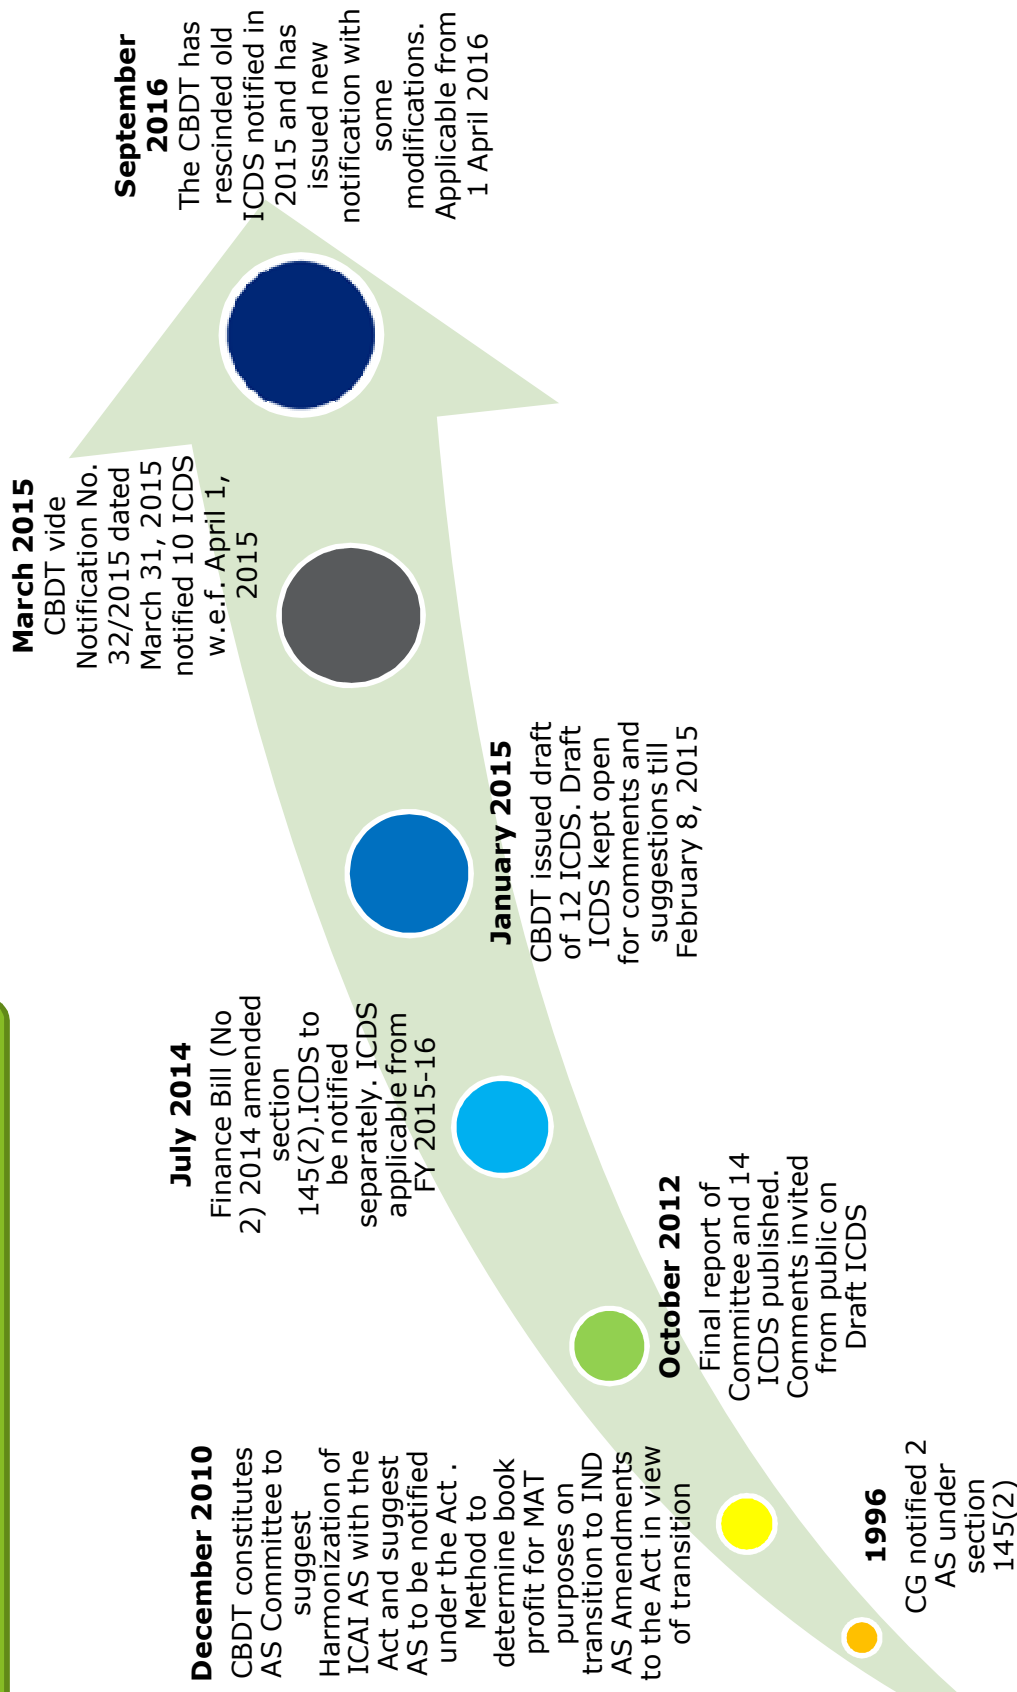 1996
CG notified 2
AS under
section
145(2)
December 2010
CBDT constitutes
AS Committee to
suggest
Harmonization of
ICAI AS with the
Act and suggest
AS to be notified
under the Act .
Method to
determine book
profit for MAT
purposes on
transition to IND
AS Amendments
to the Act in view
of transition
October 2012
Final report of
Committee and 14
ICDS published.
Comments invited
from public on
Draft ICDS
July 2014
Finance Bill (No
2) 2014 amended
section
145(2).ICDS to
be notified
separately. ICDS
applicable from
FY 2015-16
January 2015
CBDT issued draft
of 12 ICDS. Draft
ICDS kept open
for comments and
suggestions till
February 8, 2015
March 2015
CBDT vide
Notification No.
32/2015 dated
March 31, 2015
notified 10 ICDS
w.e.f. April 1,
2015
September
2016
The CBDT has
rescinded old
ICDS notified in
2015 and has
issued new
notification with
some
modifications.
Applicable from
1 April 2016